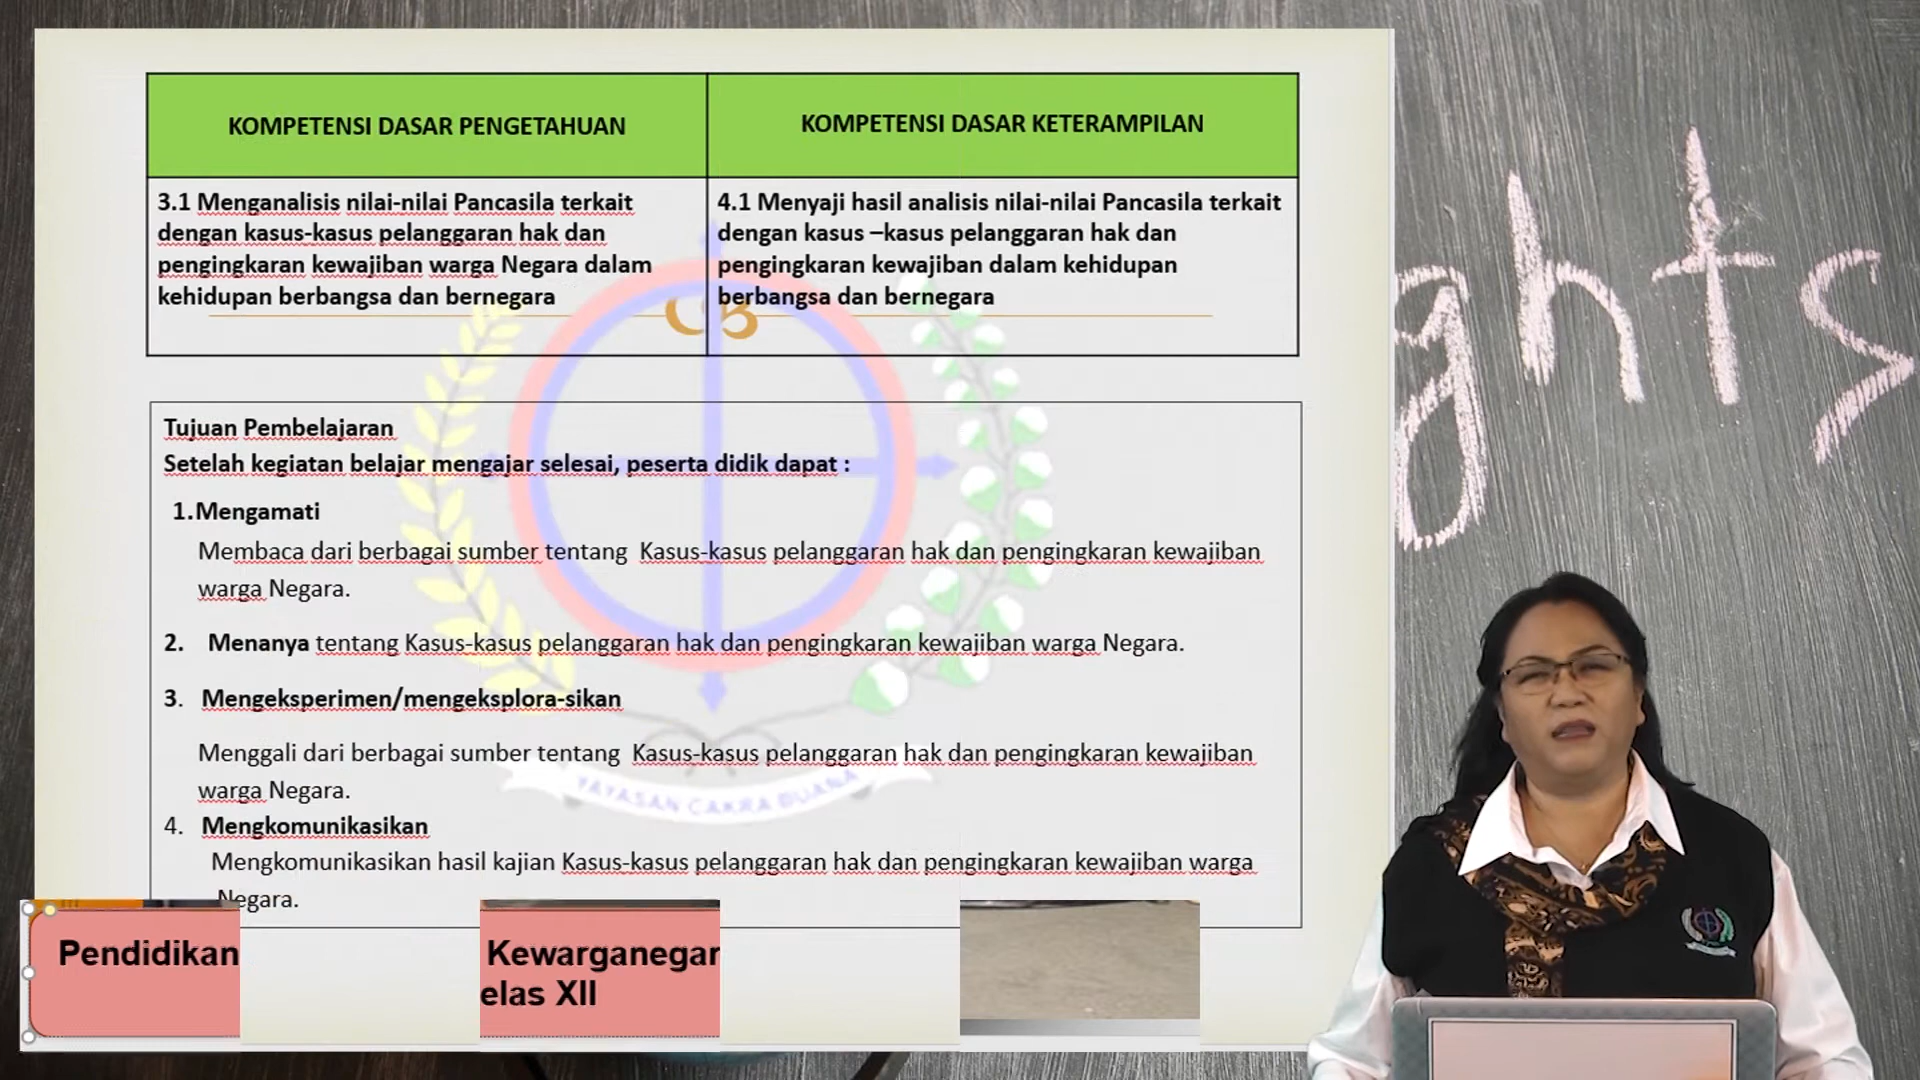 KOMPETENSI DASAR PENGETAHUAN
KOMPETENSI DASAR KETERAMPILAN
3.1 Menganalisis nilai-nilai Pancasila terkait
dengan kasus-kasus pelanggaran hak dan
pengingkaran kewajiban warga Negara dalam
kehidupan berbangsa dan bernegara
4.1 Menyaji hasil analisis nilai-nilai Pancasila terkait
dengan kasus –kasus pelanggaran hak dan
pengingkaran kewajiban dalam kehidupan
berbangsa dan bernegara
CB
Tujuan Pembelajaran
Setelah kegiatan belajar mengajar selesai, peserta didik dapat :
1.Mengamati
Membaca dari berbagai sumber tentang Kasus-kasus pelanggaran hak dan pengingkaran kewajiban
warga Negara.
2. Menanya tentang Kasus-kasus pelanggaran hak dan pengingkaran kewajiban warga Negara.
3. Mengeksperimen/mengeksplora-sikan
Menggali dari berbagai sumber tentang Kasus-kasus pelanggaran hak dan pengingkaran kewajiban
warga Negara.
YAYASAN CAKRA BUANA
4. Mengkomunikasikan
Mengkomunikasikan hasil kajian Kasus-kasus pelanggaran hak dan pengingkaran kewajiban warga
Negara.
Pendidikan
Kewarganegar
elas XII
ghts